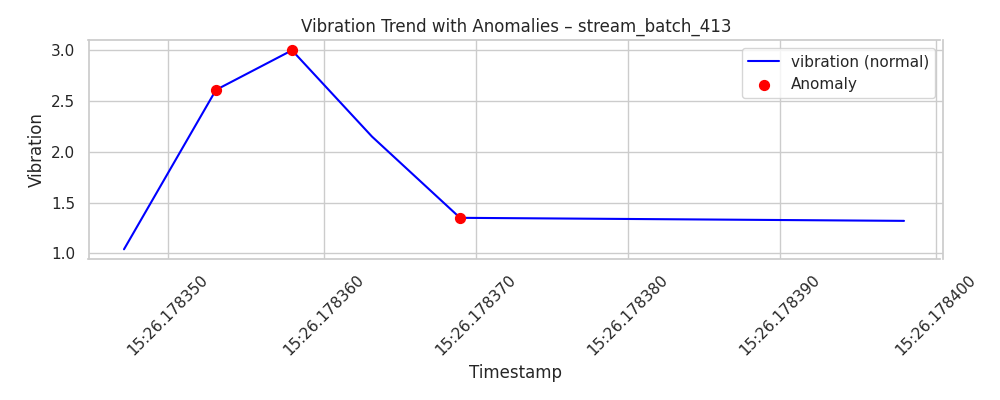 Vibration Trend with Anomalies – stream_batch_413
vibration (normal)
Anomaly
Vibration
3.0
2.5
2.0
1.5
1.0
15:26.178350
15:26.178360
15:26.178370
15:26.178380
15:26.178390
15:26.178400
Timestamp